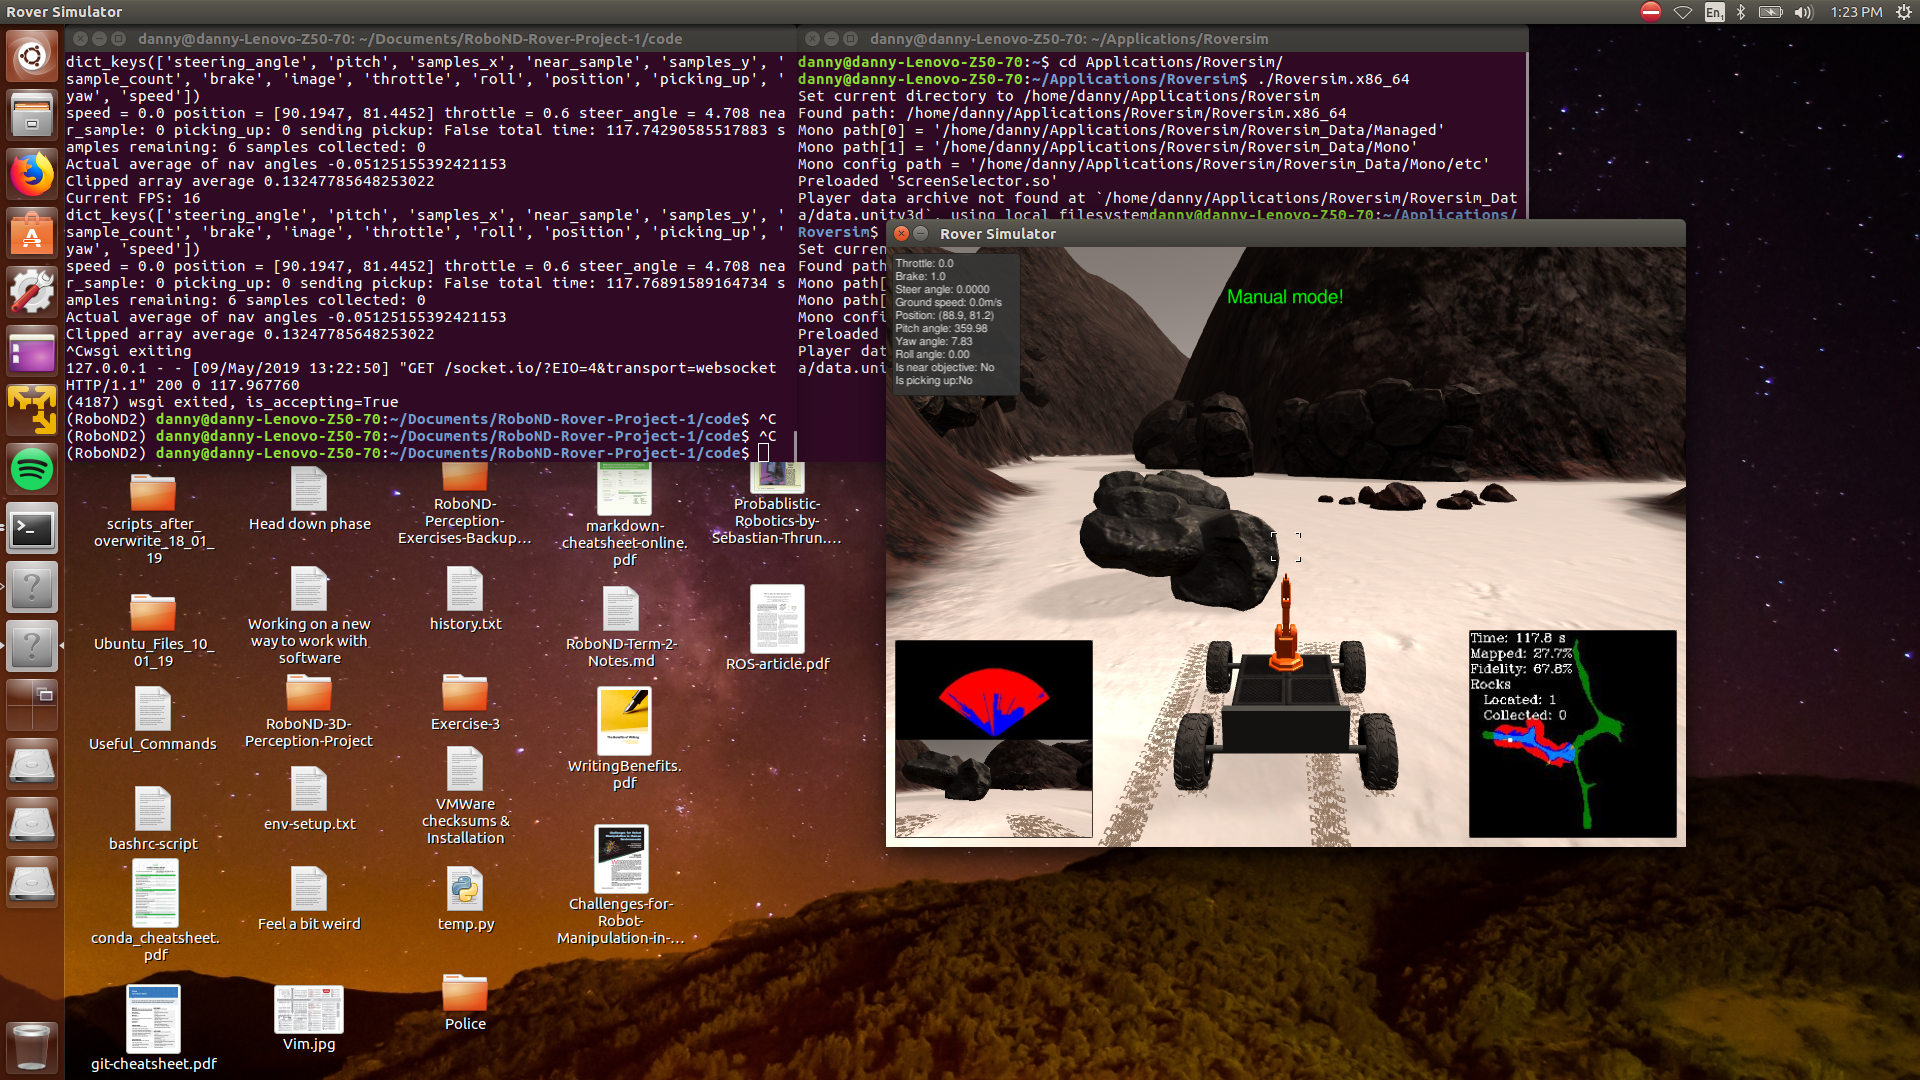 Rover Simulator
En1
1:23 PM
danny@danny-Lenovo-Z50-70: ~/Documents/RoboND-Rover-Project-1/code
dict_keys(['steering_angle', 'pitch', 'samples_x', 'near_sample', 'samples_y', '
sample_count', 'brake', 'image', 'throttle', 'roll', 'position', 'picking_up', '
yaw', 'speed'])
speed = 0.0 position = [90.1947, 81.4452] throttle = 0.6 steer_angle = 4.708 nea
r_sample: 0 picking_up: 0 sending pickup: False total time: 117.74290585517883 s
amples remaining: 6 samples collected: 0
Actual average of nav angles -0.05125155392421153
Clipped array average 0.13247785648253022
Current FPS: 16
dict_keys(['steering_angle', 'pitch', 'samples_x', 'near_sample', 'samples_y', '
sample_count', 'brake', 'image', 'throttle', 'roll', 'position', 'picking_up', '
yaw', 'speed'])
speed = 0.0 position = [90.1947, 81.4452] throttle = 0.6 steer_angle = 4.708 nea
r_sample: 0 picking_up: 0 sending pickup: False total time: 117.76891589164734 s
amples remaining: 6 samples collected: 0
Actual average of nav angles -0.05125155392421153
Clipped array average 0.13247785648253022
^Cwsgi exiting
127.0.0.1 - - [09/May/2019 13:22:50] "GET /socket.io/?EIO=4&transport=websocket
HTTP/1.1" 200 0 117.967760
(4187) wsgi exited, is_accepting=True
(RoboND2) danny@danny-Lenovo-Z50-70:~/Documents/RoboND-Rover-Project-1/code$ ^C
(RoboND2) danny@danny-Lenovo-Z50-70:~/Documents/RoboND-Rover-Project-1/code$ ^C
(RoboND2) danny@danny-Lenovo-Z50-70:~/Documents/RoboND-Rover-Project-1/code$
danny@danny-Lenovo-Z50-70: ~/Applications/Roversim
danny@danny-Lenovo-Z50-70:~$ cd Applications/Roversim/
danny@danny-Lenovo-Z50-70:~/Applications/Roversim$ ./Roversim.x86_64
Set current directory to /home/danny/Applications/Roversim
Found path: /home/danny/Applications/Roversim/Roversim.x86_64
Mono path[0] = '/home/danny/Applications/Roversim/Roversim_Data/Managed'
Mono path[1] = '/home/danny/Applications/Roversim/Roversim_Data/Mono'
Mono config path = '/home/danny/Applications/Roversim/Roversim_Data/Mono/etc'
Preloaded 'ScreenSelector.so'
Player data archive not found at `/home/danny/Applications/Roversim/Roversim_Dat
a/data.unity3d`, using local filesystemdanny@danny-Lenovo-Z50-70:~/Applications/
Roversim$
Set curren
Found path
Mono path[
Mono path[
Mono confi
Preloaded
Player dat
a/data.uni
Rover Simulator
Throttle: 0.0
Brake: 1.0
Steer angle: 0.0000
Ground speed: 0.0m/s
Position: (88.9, 81.2)
Pitch angle: 359.98
Yaw angle: 7.83
Roll angle: 0.00
Is near objective: No
Is picking up:No
Manual mode!
Time: 117.8 s
Mapped: 27.7%
Fidelity: 67.8%
Rocks
Located: 1
Collected: 0
scripts_after_
overwrite_18_01_
19
Head down phase
RoboND-
Perception-
Exercises-Backup...
markdown-
cheatsheet-online.
pdf
Probablistic-
Robotics-by-
Sebastian-Thrun....
Ubuntu_Files_10_
01_19
Working on a new
way to work with
software
history.txt
RoboND-Term-2-
Notes.md
ROS-article.pdf
Useful_Commands
RoboND-3D-
Perception-Project
Exercise-3
WritingBenefits.
pdf
bashrc-script
env-setup.txt
VMWare
checksums &
Installation
conda_cheatsheet.
pdf
Feel a bit weird
temp.py
Challenges-for-
Robot-
Manipulation-in-...
git-cheatsheet.pdf
Vim.jpg
Police